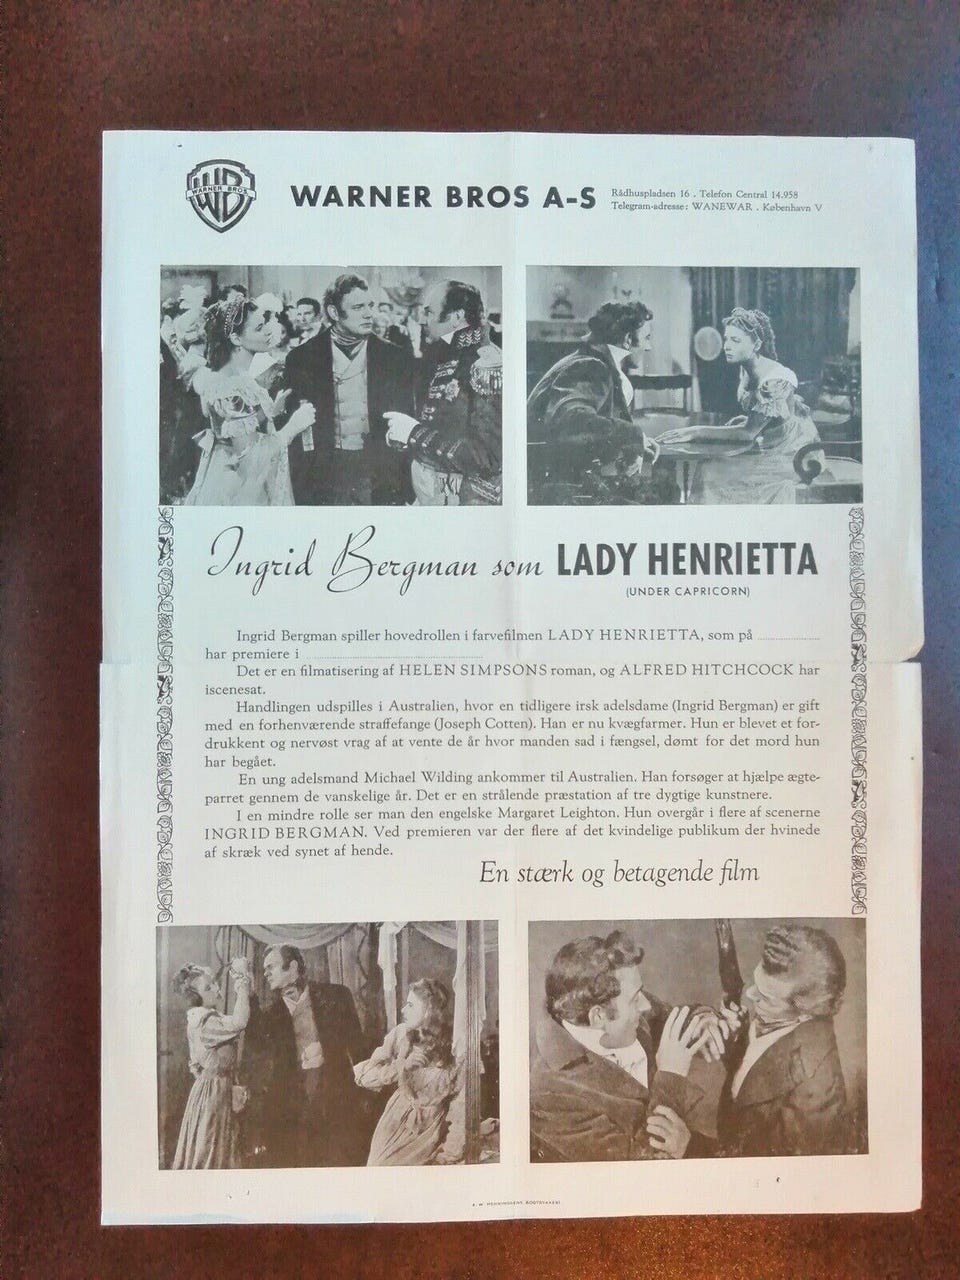 WB
WARNER BROS
WARNER BROS A-S
Rådhuspladsen 16 . Telefon Central 14.958
Telegram-adresse: WANEWAR . København V
Ingrid Bergman som LADY HENRIETTA
(UNDER CAPRICORN)
Ingrid Bergman spiller hovedrollen i farvefilmen LADY HENRIETTA, som på ....................
har premiere i ............................................................
Det er en filmatisering af HELEN SIMPSONS roman, og ALFRED HITCHCOCK har
iscenesat.
Handlingen udspilles i Australien, hvor en tidligere irsk adelsdame (Ingrid Bergman) er gift
med en forhenværende straffefange (Joseph Cotten). Han er nu kvægfarmer. Hun er blevet et for-
drukkent og nervøst vrag af at vente de år hvor manden sad i fængsel, dømt for det mord hun
har begået.
En ung adelsmand Michael Wilding ankommer til Australien. Han forsøger at hjælpe ægte-
parret gennem de vanskelige år. Det er en strålende præstation af tre dygtige kunstnere.
I en mindre rolle ser man den engelske Margaret Leighton. Hun overgår i flere af scenerne
INGRID BERGMAN. Ved premieren var der flere af det kvindelige publikum der hvinede
af skræk ved synet af hende.
En stærk og betagende film
HENNINGSENS BOGTRYKKERI